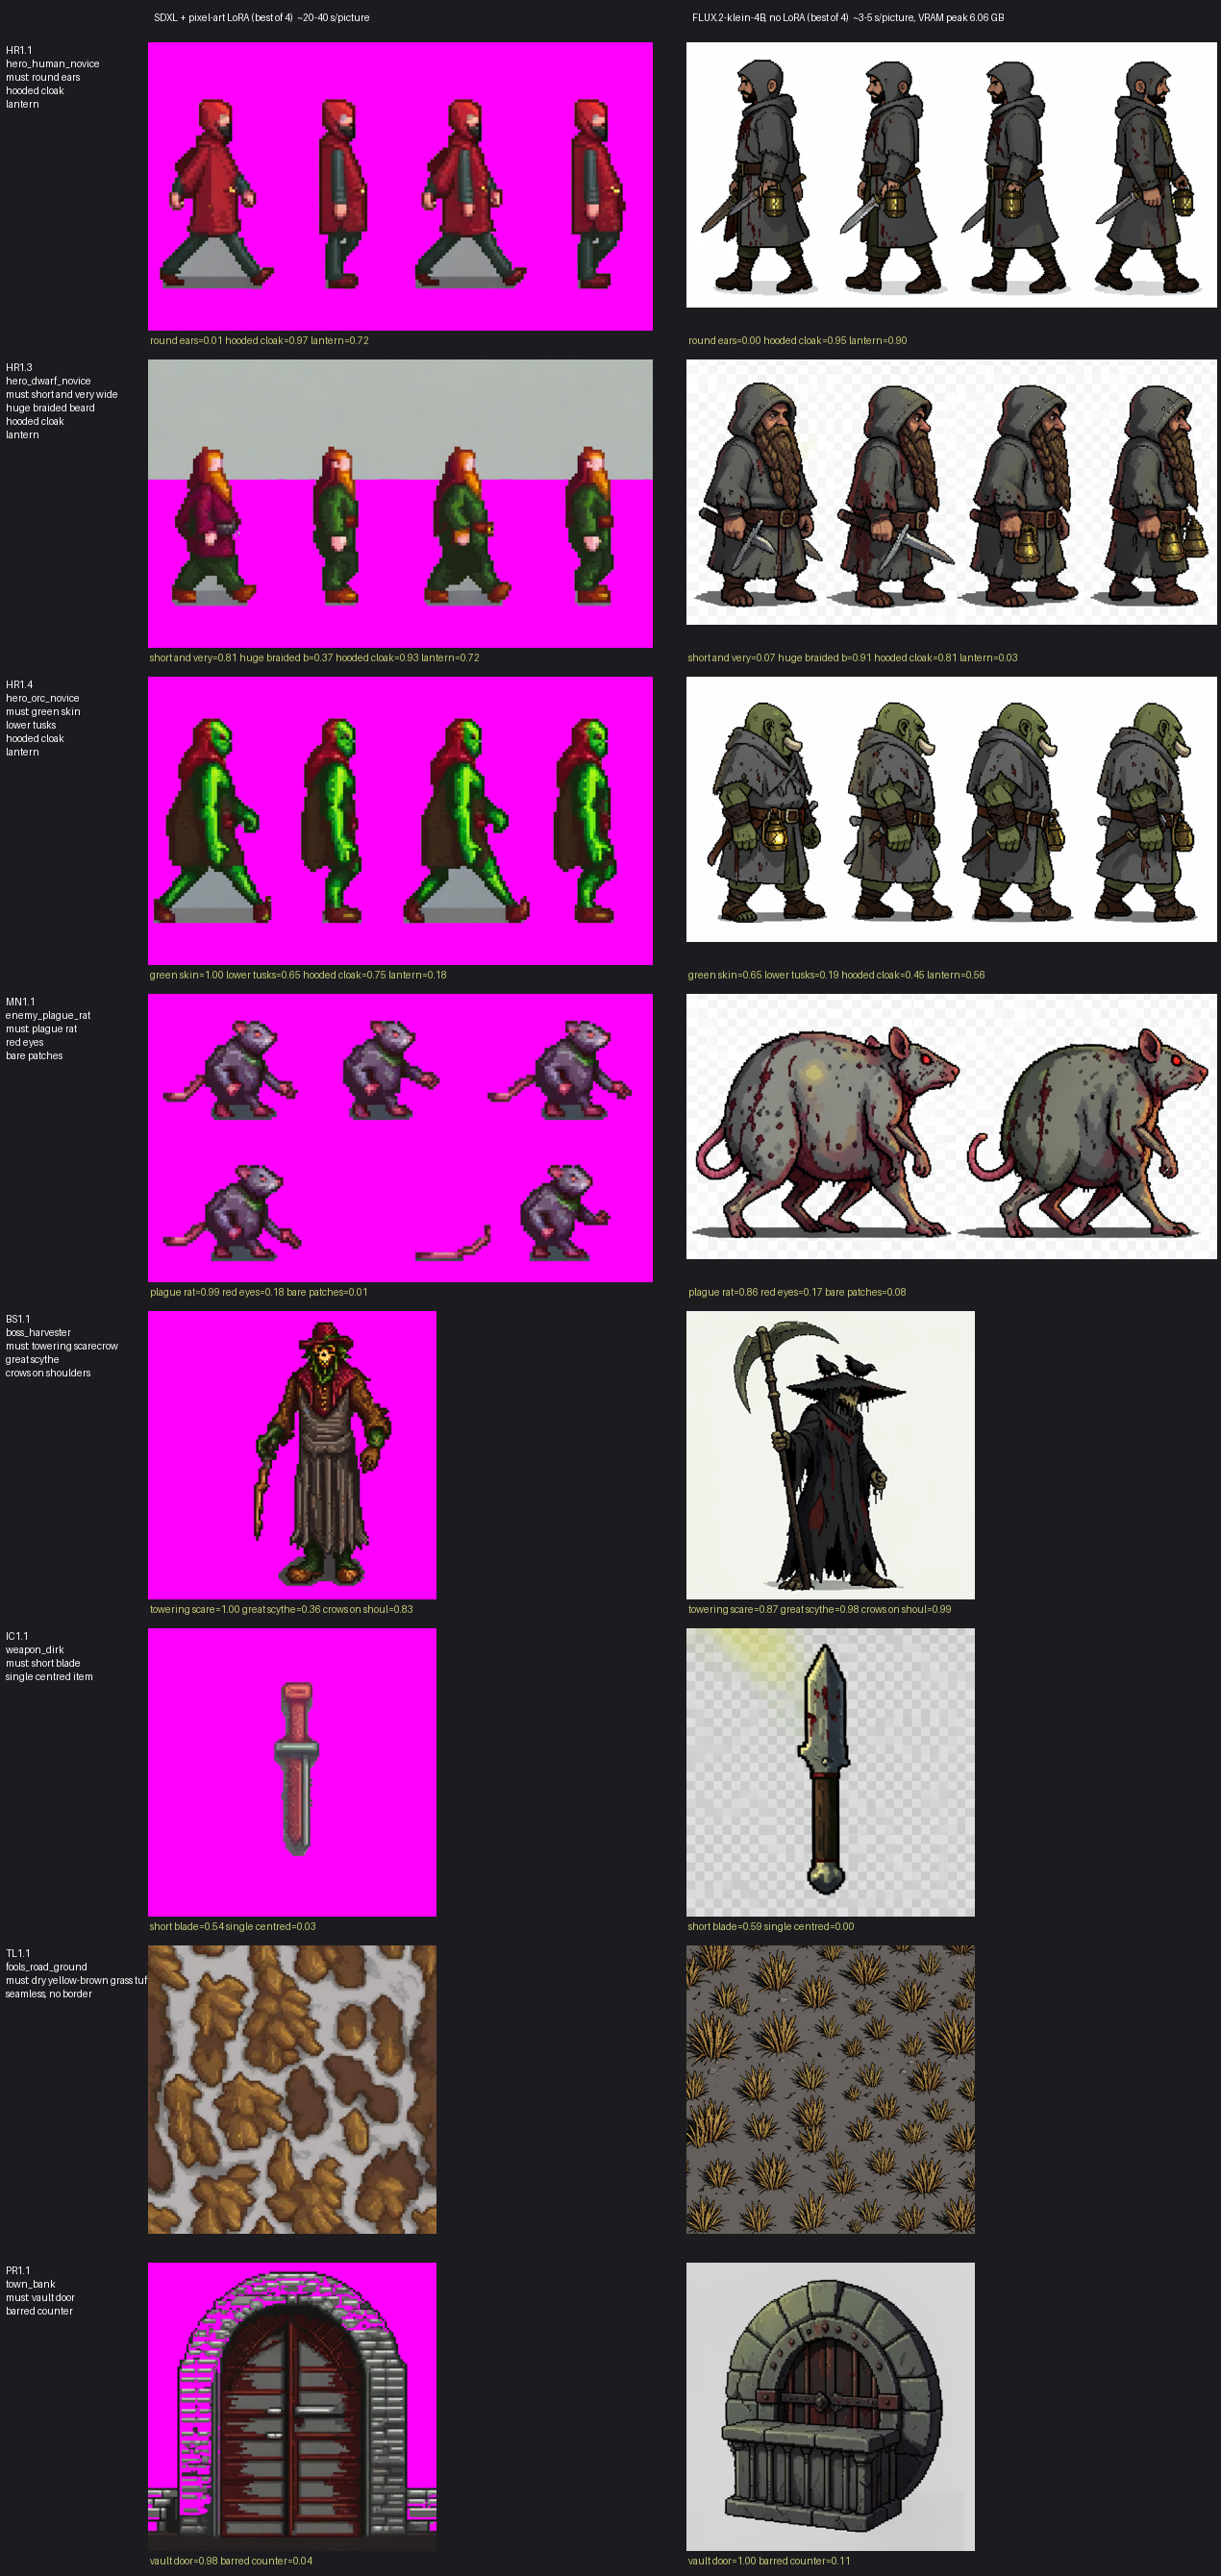 SDXL + pixel-art LoRA (best of 4) ~20-40 s/picture
FLUX.2-klein-4B, no LoRA (best of 4) ~3-5 s/picture, VRAM peak 6.06 GB
HR1.1
hero_human_novice
must: round ears
hooded cloak
lantern
round ears=0.01 hooded cloak=0.97 lantern=0.72
round ears=0.00 hooded cloak=0.95 lantern=0.90
HR1.3
hero_dwarf_novice
must: short and very wide
huge braided beard
hooded cloak
lantern
short and very=0.81 huge braided b=0.37 hooded cloak=0.93 lantern=0.72
short and very=0.07 huge braided b=0.91 hooded cloak=0.81 lantern=0.03
HR1.4
hero_orc_novice
must: green skin
lower tusks
hooded cloak
lantern
green skin=1.00 lower tusks=0.65 hooded cloak=0.75 lantern=0.18
green skin=0.65 lower tusks=0.19 hooded cloak=0.45 lantern=0.56
MN1.1
enemy_plague_rat
must: plague rat
red eyes
bare patches
plague rat=0.99 red eyes=0.18 bare patches=0.01
plague rat=0.86 red eyes=0.17 bare patches=0.08
BS1.1
boss_harvester
must: towering scarecrow
great scythe
crows on shoulders
towering scare=1.00 great scythe=0.36 crows on shoul=0.83
towering scare=0.87 great scythe=0.98 crows on shoul=0.99
IC1.1
weapon_dirk
must: short blade
single centred item
short blade=0.54 single centred=0.03
short blade=0.59 single centred=0.00
TL1.1
fools_road_ground
must: dry yellow-brown grass tuf
seamless, no border
PR1.1
town_bank
must: vault door
barred counter
vault door=0.98 barred counter=0.04
vault door=1.00 barred counter=0.11